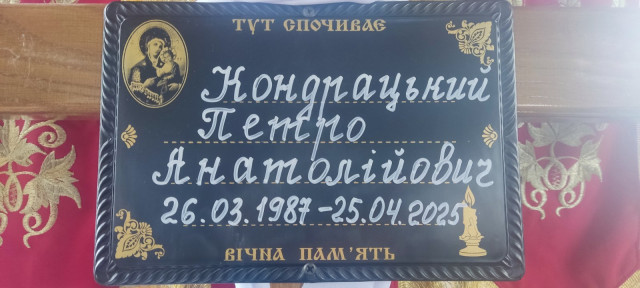 ТУТ СПОЧИВАЄ
Кондрацький
Петро
Анатолійович
26.03.1987-25.04.2025
ВІЧНА ПАМ'ЯТЬ